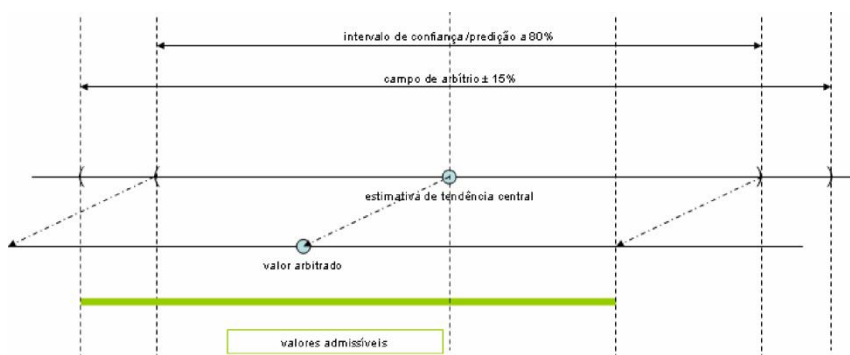 intervalo de confiança/predição a 80%
campo de arbítrio ± 15%
estimativa de tendência central
valor arbitrado
valores admissíveis